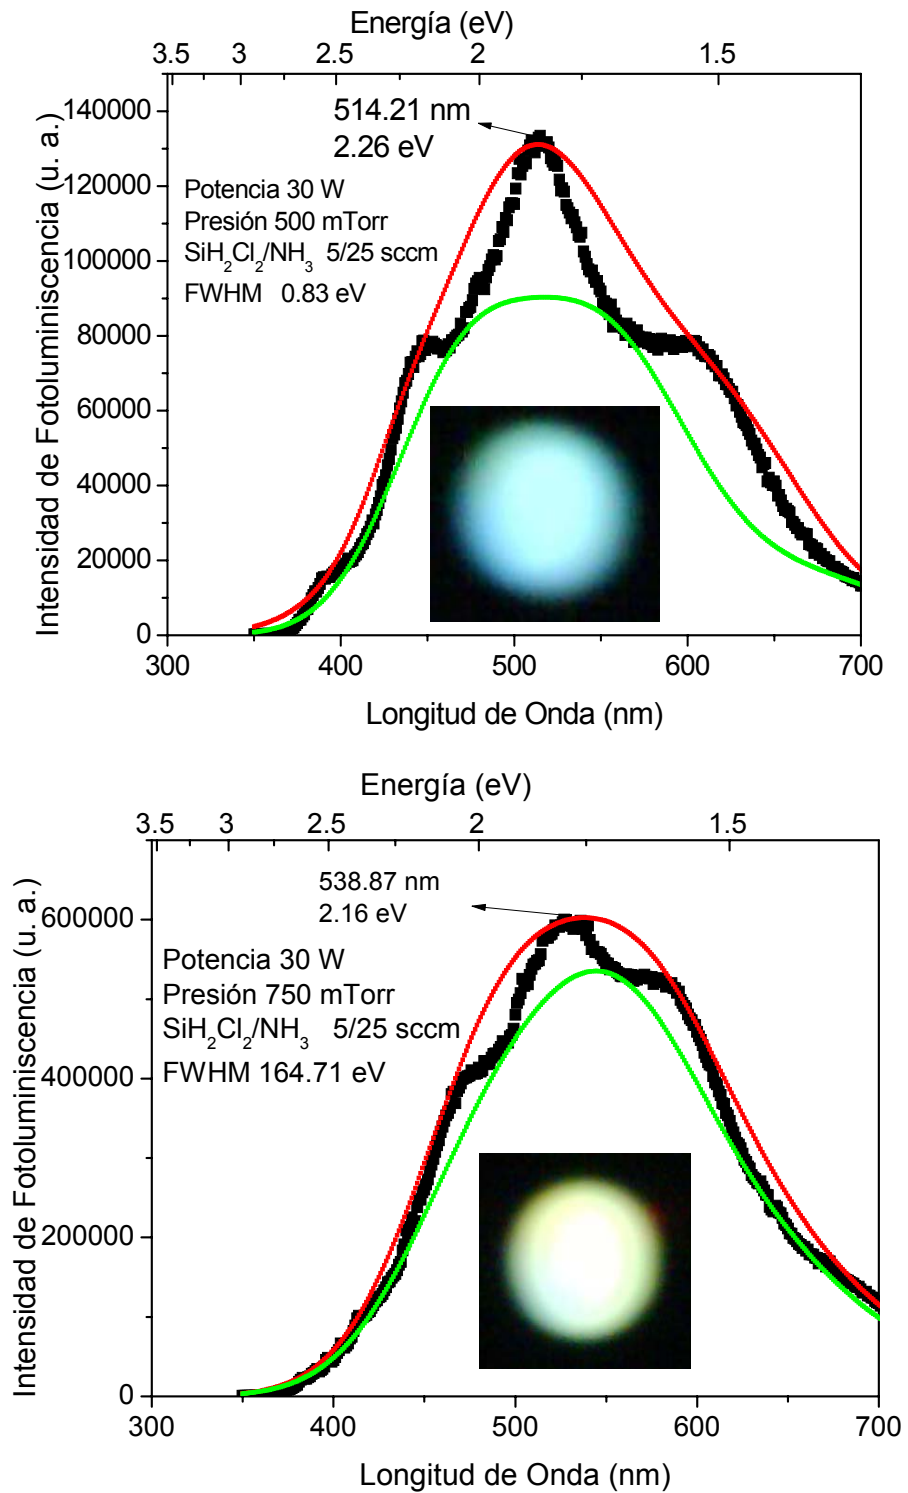 Energía (eV)
3.5 3 2.5 2 1.5
140000
120000
100000
80000
60000
40000
20000
0
Intensidad de Fotoluminiscencia (u. a.)
514.21 nm
2.26 eV
Potencia 30 W
Presión 500 mTorr
SiH₂Cl₂/NH₃ 5/25 sccm
FWHM 0.83 eV
300 400 500 600 700
Longitud de Onda (nm)
Energía (eV)
3.5 3 2.5 2 1.5
600000
400000
200000
0
Intensidad de Fotoluminiscencia (u. a.)
538.87 nm
2.16 eV
Potencia 30 W
Presión 750 mTorr
SiH₂Cl₂/NH₃ 5/25 sccm
FWHM 164.71 eV
300 400 500 600 700
Longitud de Onda (nm)